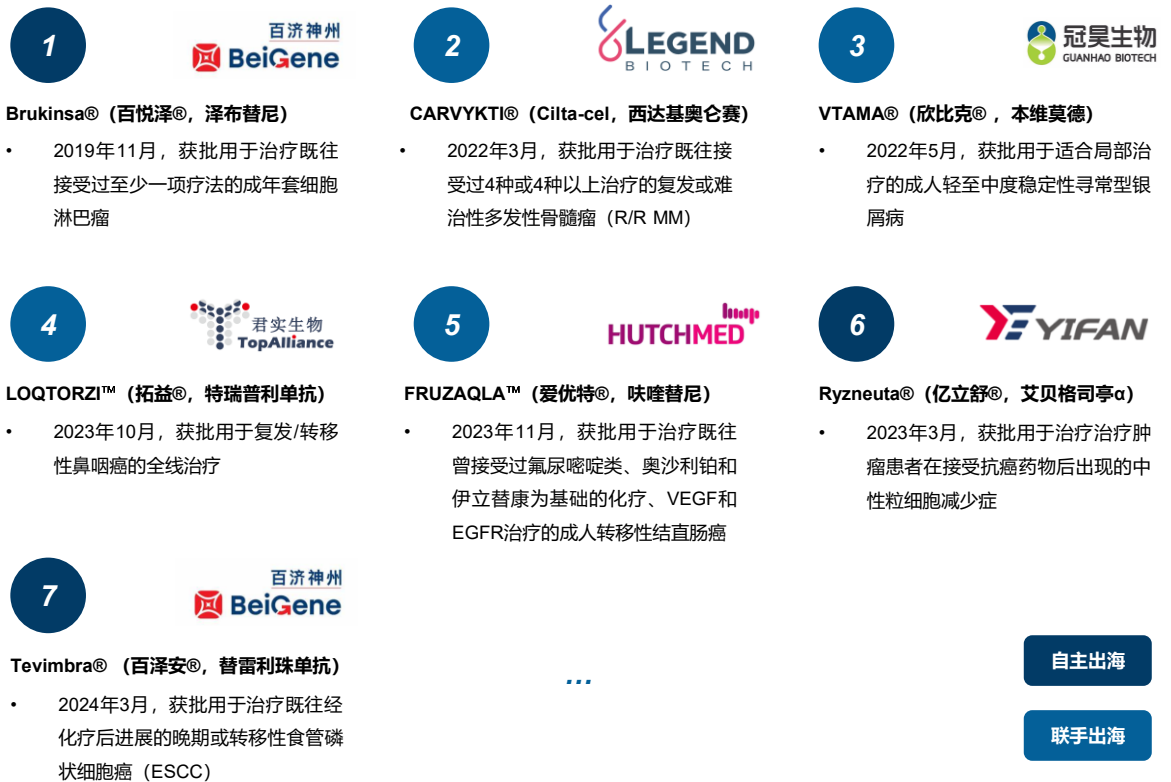 1
百济神州
BeiGene
Brukinsa®(百悦泽®,泽布替尼)
• 2019年11月,获批用于治疗既往
接受过至少一项疗法的成年套细胞
淋巴瘤
2
LEGEND
BIOTECH
CARVYKTI®(Cilta-cel,西达基奥仑赛)
• 2022年3月,获批用于治疗既往接
受过4种或4种以上治疗的复发或难
治性多发性骨髓瘤(R/R MM)
3
冠昊生物
GUANHAO BIOTECH
VTAMA®(欣比克®,本维莫德)
• 2022年5月,获批用于适合局部治
疗的成人轻至中度稳定性寻常型银
屑病
4
君实生物
TopAlliance
LOQTORZI™(拓益®,特瑞普利单抗)
• 2023年10月,获批用于复发/转移
性鼻咽癌的全线治疗
5
HUTCHMED
FRUZAQLA™(爱优特®,呋喹替尼)
• 2023年11月,获批用于治疗既往
曾接受过氟尿嘧啶类、奥沙利铂和
伊立替康为基础的化疗、VEGF和
EGFR治疗的成人转移性结直肠癌
6
YIFAN
Ryzneuta®(亿立舒®,艾贝格司亭α)
• 2023年3月,获批用于治疗治疗肿
瘤患者在接受抗癌药物后出现的中
性粒细胞减少症
7
百济神州
BeiGene
Tevimbra® (百泽安®,替雷利珠单抗)
• 2024年3月,获批用于治疗既往经
化疗后进展的晚期或转移性食管磷
状细胞癌(ESCC)
...
自主出海
联手出海